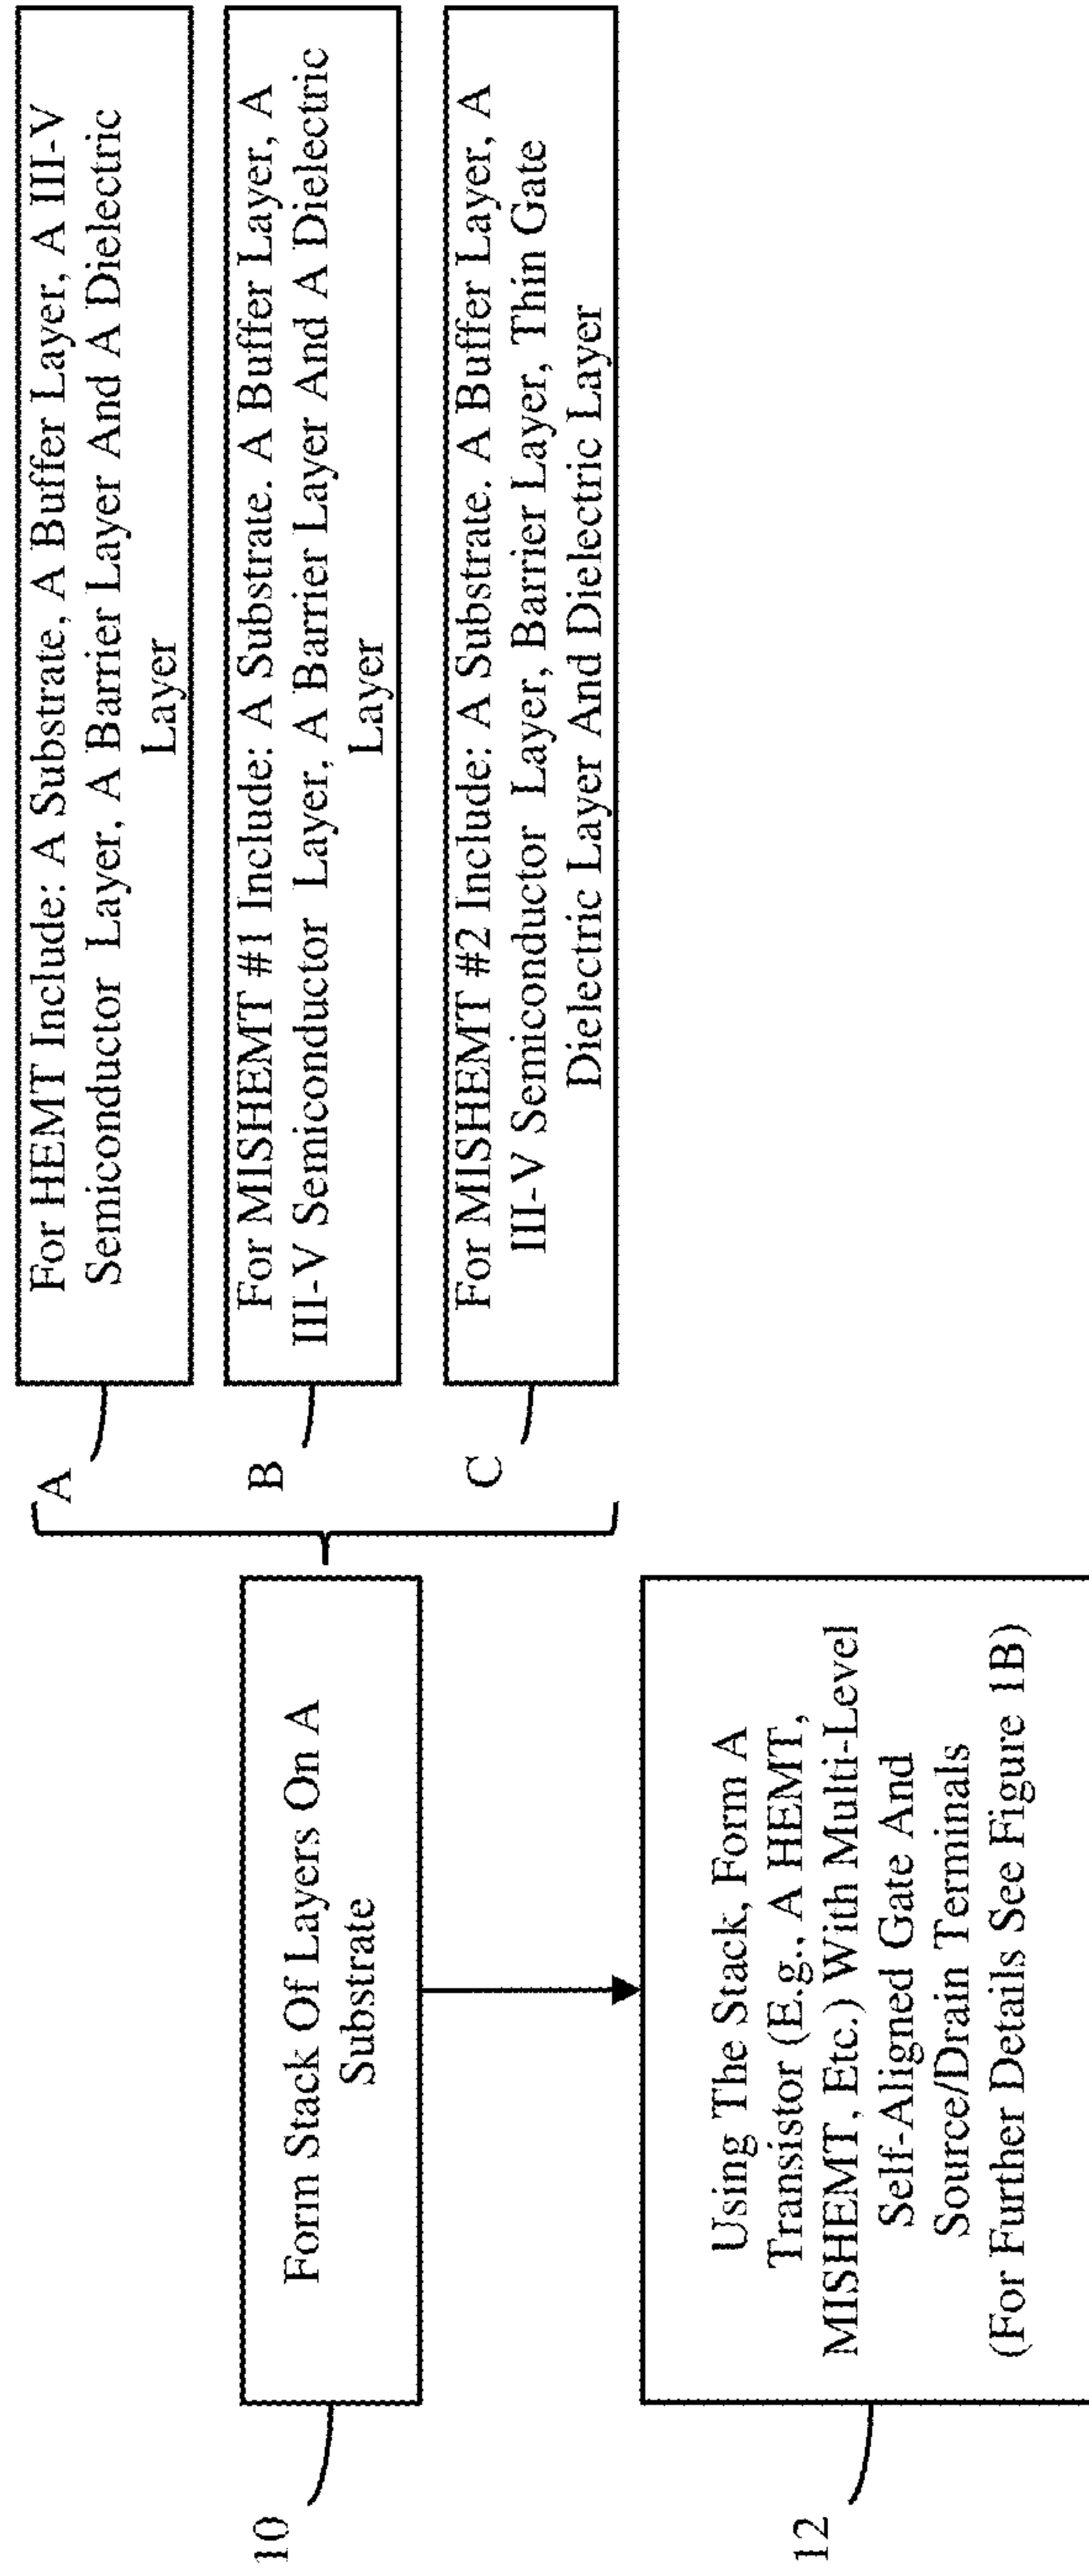 10
Form Stack Of Layers On A
Substrate
A
For HEMT Include: A Substrate, A Buffer Layer, A III-V
Semiconductor Layer, A Barrier Layer And A Dielectric
Layer
B
For MISHEMT #1 Include: A Substrate. A Buffer Layer, A
III-V Semiconductor Layer, A Barrier Layer And A Dielectric
Layer
C
For MISHEMT #2 Include: A Substrate. A Buffer Layer, A
III-V Semiconductor Layer, Barrier Layer, Thin Gate
Dielectric Layer And Dielectric Layer
12
Using The Stack, Form A
Transistor (E.g., A HEMT,
MISHEMT, Etc.) With Multi-Level
Self-Aligned Gate And
Source/Drain Terminals
(For Further Details See Figure 1B)